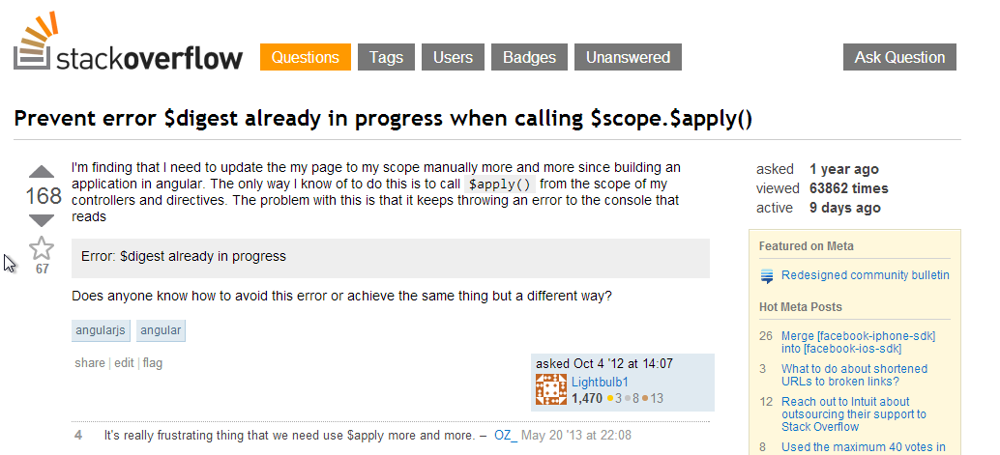 stackoverflow
Questions Tags Users Badges Unanswered Ask Question
Prevent error $digest already in progress when calling $scope.$apply()
168
67
I'm finding that I need to update the my page to my scope manually more and more since building an
application in angular. The only way I know of to do this is to call $apply() from the scope of my
controllers and directives. The problem with this is that it keeps throwing an error to the console that
reads
Error: $digest already in progress
Does anyone know how to avoid this error or achieve the same thing but a different way?
angularjs angular
share | edit | flag
asked Oct 4 '12 at 14:07
Lightbulb1
1,470 3 8 13
4 It's really frustrating thing that we need use $apply more and more. – OZ_ May 20 '13 at 22:08
asked 1 year ago
viewed 63862 times
active 9 days ago
Featured on Meta
Redesigned community bulletin
Hot Meta Posts
26 Merge [facebook-iphone-sdk]
into [facebook-ios-sdk]
3 What to do about shortened
URLs to broken links?
12 Reach out to Intuit about
outsourcing their support to
Stack Overflow
8 Used the maximum 40 votes in